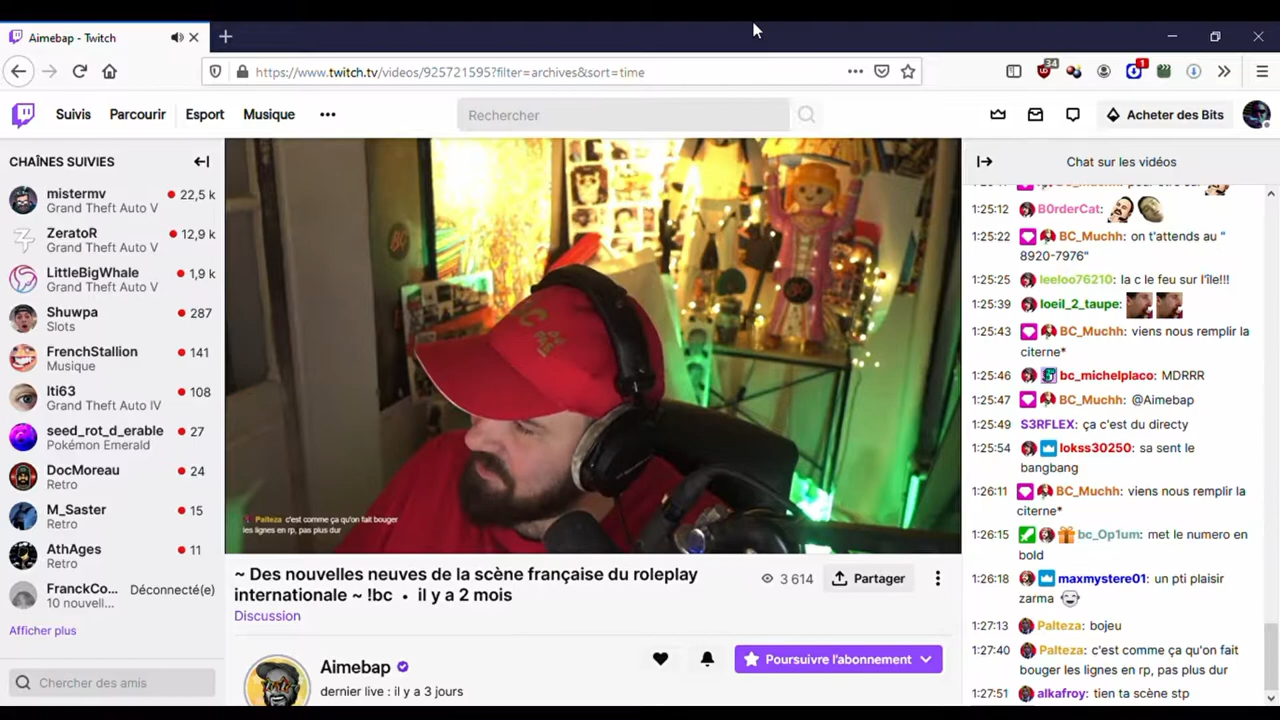 Aimebap - Twitch
https://www.twitch.tv/videos/925721595?filter=archives&sort=time
34
1
Suivis
Parcourir
Esport
Musique
Rechercher
Acheter des Bits
CHAÎNES SUIVIES
mistermv
22,5 k
Grand Theft Auto V
ZeratoR
12,9 k
Grand Theft Auto V
LittleBigWhale
1,9 k
Grand Theft Auto V
Shuwpa
287
Slots
FrenchStallion
141
Musique
Iti63
108
Grand Theft Auto IV
seed_rot_d_erable
27
Pokémon Emerald
DocMoreau
24
Retro
M_Saster
15
Retro
AthAges
11
Retro
FranckCo...
Déconnecté(e)
10 nouvell...
Afficher plus
Chercher des amis
Palteza c'est comme ça qu'on fait bouger
les lignes en rp, pas plus dur
~ Des nouvelles neuves de la scène française du roleplay
internationale ~ !bc • il y a 2 mois
Discussion
3 614
Partager
Aimebap
dernier live : il y a 3 jours
Poursuivre l'abonnement
Chat sur les vidéos
1:25:12 B0rderCat:
1:25:22 BC_Muchh: on t'attends au "
8920-7976"
1:25:25 leeloo76210: la c le feu sur l'île!!!
1:25:39 loeil_2_taupe:
1:25:43 BC_Muchh: viens nous remplir la
citerne*
1:25:46 bc_michelplaco: MDRRR
1:25:47 BC_Muchh: @Aimebap
1:25:49 S3RFLEX: ça c'est du directy
1:25:54 lokss30250: sa sent le
bangbang
1:26:11 BC_Muchh: viens nous remplir la
citerne*
1:26:15 bc_Op1um: met le numero en
bold
1:26:18 maxmystere01: un pti plaisir
zarma
1:27:13 Palteza: bojeu
1:27:40 Palteza: c'est comme ça qu'on fait
bouger les lignes en rp, pas plus dur
1:27:51 alkafroy: tien ta scène stp